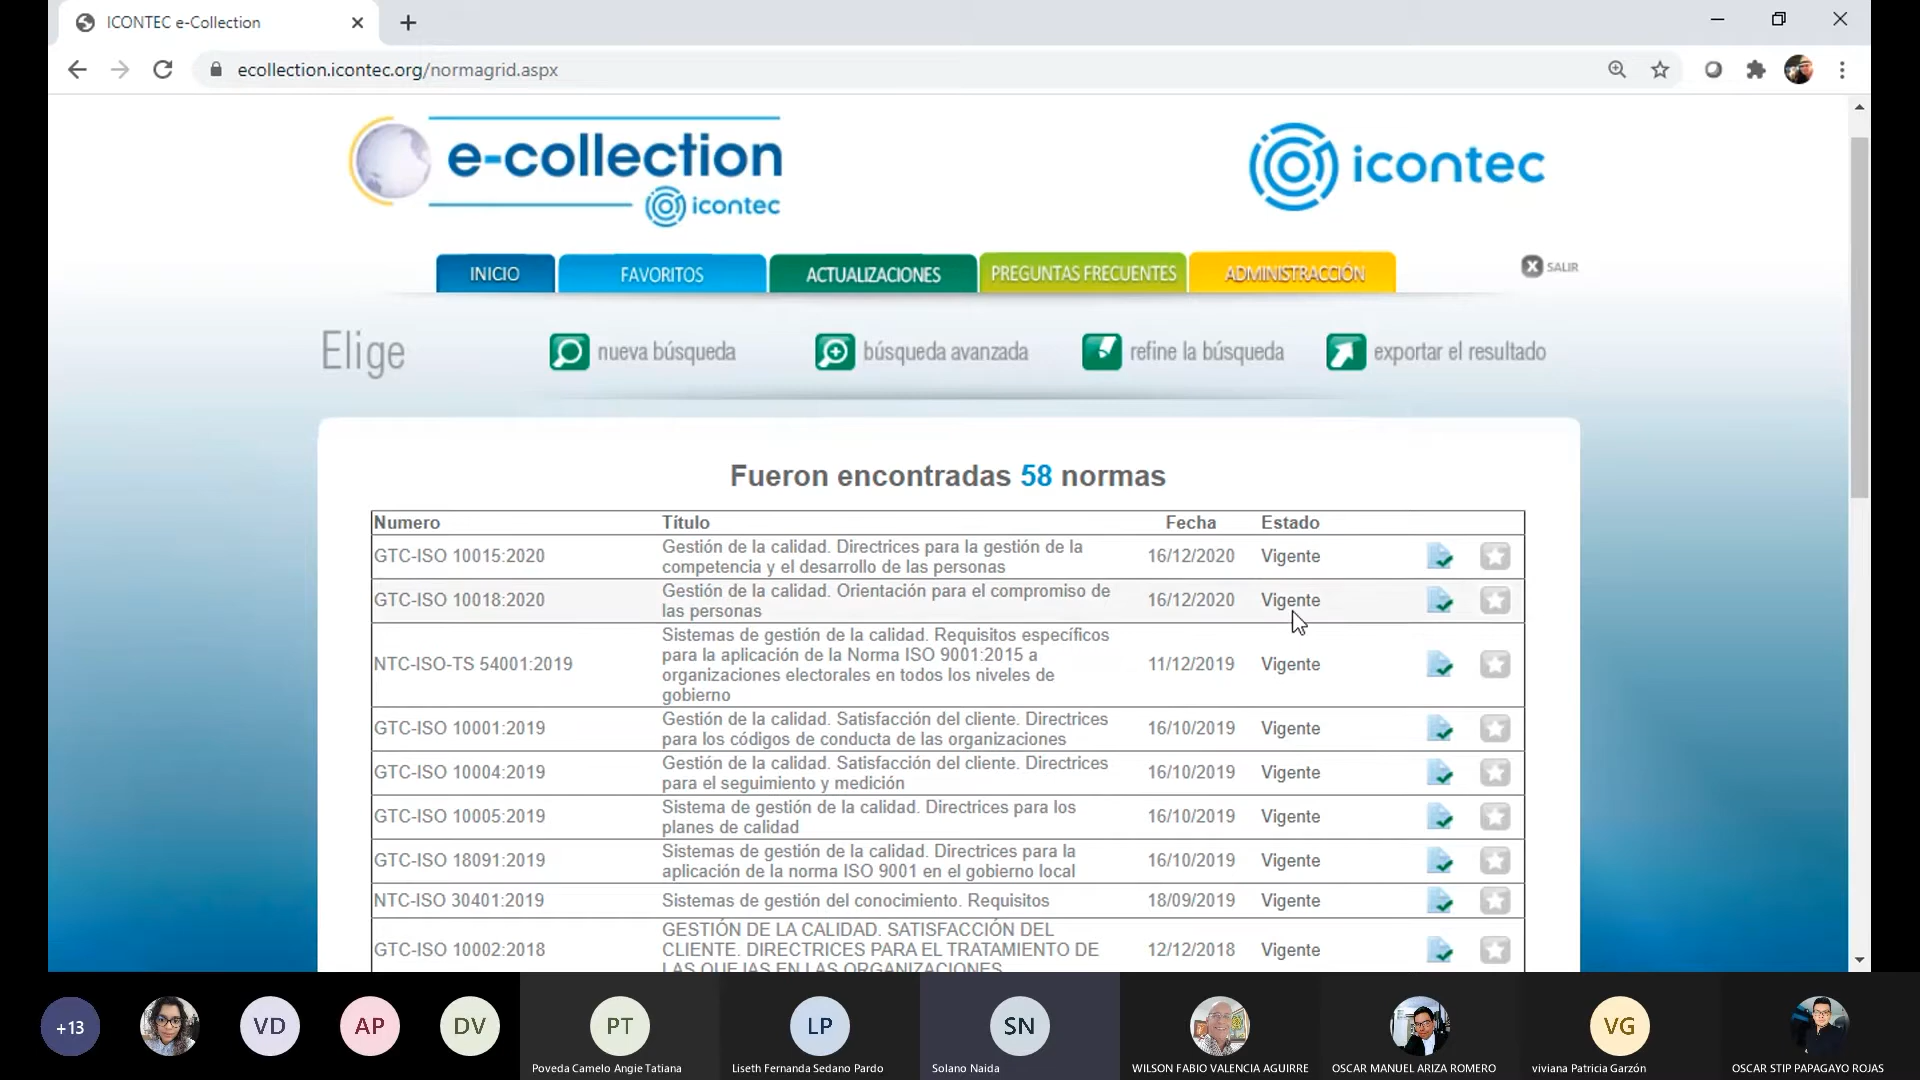 ICONTEC e-Collection
ecollection.icontec.org/normagrid.aspx
e-collection
icontec
icontec
INICIO
FAVORITOS
ACTUALIZACIONES
PREGUNTAS FRECUENTES
ADMINISTRACCIÓN
X SALIR
Elige
nueva búsqueda
búsqueda avanzada
refine la búsqueda
exportar el resultado
Fueron encontradas 58 normas
Numero Título Fecha Estado
GTC-ISO 10015:2020 Gestión de la calidad. Directrices para la gestión de la
competencia y el desarrollo de las personas 16/12/2020 Vigente
GTC-ISO 10018:2020 Gestión de la calidad. Orientación para el compromiso de
las personas 16/12/2020 Vigente
NTC-ISO-TS 54001:2019 Sistemas de gestión de la calidad. Requisitos específicos
para la aplicación de la Norma ISO 9001:2015 a
organizaciones electorales en todos los niveles de
gobierno 11/12/2019 Vigente
GTC-ISO 10001:2019 Gestión de la calidad. Satisfacción del cliente. Directrices
para los códigos de conducta de las organizaciones 16/10/2019 Vigente
GTC-ISO 10004:2019 Gestión de la calidad. Satisfacción del cliente. Directrices
para el seguimiento y medición 16/10/2019 Vigente
GTC-ISO 10005:2019 Sistema de gestión de la calidad. Directrices para los
planes de calidad 16/10/2019 Vigente
GTC-ISO 18091:2019 Sistemas de gestión de la calidad. Directrices para la
aplicación de la norma ISO 9001 en el gobierno local 16/10/2019 Vigente
NTC-ISO 30401:2019 Sistemas de gestión del conocimiento. Requisitos 18/09/2019 Vigente
GTC-ISO 10002:2018 GESTIÓN DE LA CALIDAD. SATISFACCIÓN DEL
CLIENTE. DIRECTRICES PARA EL TRATAMIENTO DE
LAS QUEJAS EN LAS ORGANIZACIONES 12/12/2018 Vigente
+13
VD
AP
DV
PT
LP
SN
VG
Poveda Camelo Angie Tatiana
Liseth Fernanda Sedano Pardo
Solano Naida
WILSON FABIO VALENCIA AGUIRRE
OSCAR MANUEL ARIZA ROMERO
viviana Patricia Garzón
OSCAR STIP PAPAGAYO ROJAS